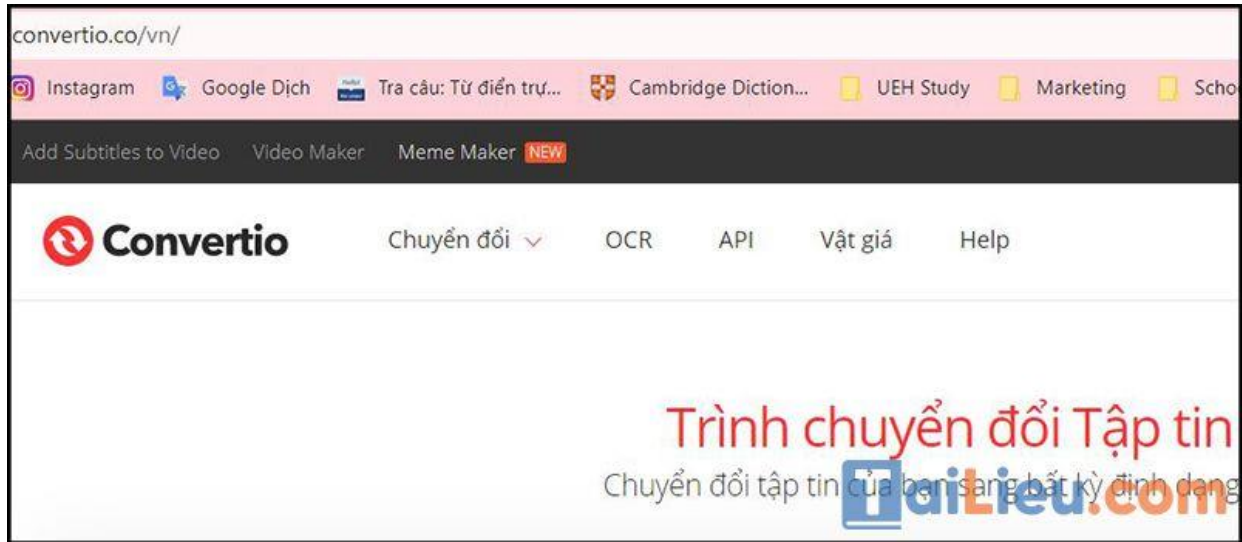 convertio.co/vn/
Instagram Google Dịch Tra câu: Từ điển trự... Cambridge Diction... UEH Study Marketing Scho
Add Subtitles to Video Video Maker Meme Maker NEW
Convertio Chuyển đổi OCR API Vật giá Help
Trình chuyển đổi Tập tin
Chuyển đổi tập tin của bạn sang bất kỳ định dạng
TaiLieu.com